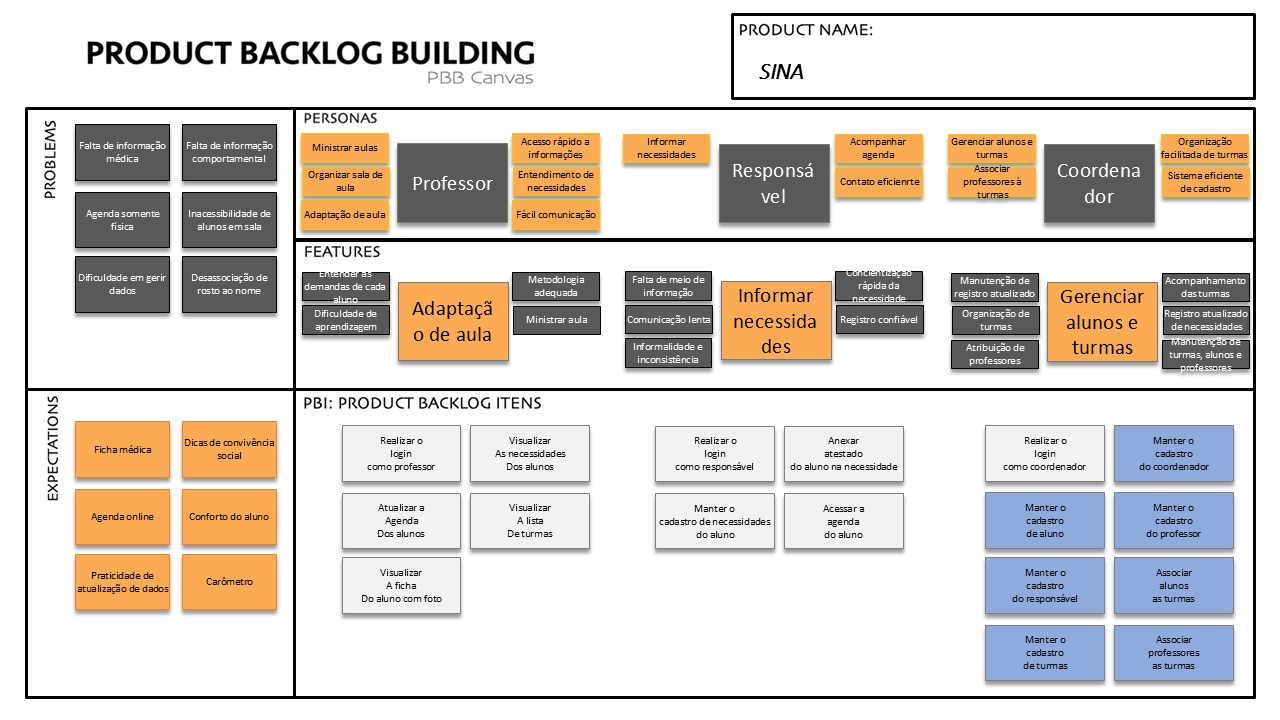 PRODUCT BACKLOG BUILDING
PBB Canvas
PRODUCT NAME:
SINA
PROBLEMS
Falta de informação
médica
Falta de informação
comportamental
Agenda somente
física
Inacessibilidade de
alunos em sala
Dificuldade em gerir
dados
Desassociação de
rosto ao nome
PERSONAS
Ministrar aulas
Organizar sala de
aula
Adaptação de aula
Professor
Acesso rápido a
informações
Entendimento de
necessidades
Fácil comunicação
Informar
necessidades
Responsá
vel
Acompanhar
agenda
Contato eficienrte
Gerenciar alunos e
turmas
Associar
professores à
turmas
Coordena
dor
Organização
facilitada de turmas
Sistema eficiente
de cadastro
FEATURES
Entender as
demandas de cada
aluno
Dificuldade de
aprendizagem
Adaptaçã
o de aula
Metodologia
adequada
Ministrar aula
Falta de meio de
informação
Comunicação lenta
Informalidade e
inconsistência
Informar
necessida
des
Concientização
rápida da
necessidade
Registro confiável
Manutenção de
registro atualizado
Organização de
turmas
Atribuição de
professores
Gerenciar
alunos e
turmas
Acompanhamento
das turmas
Registro atualizado
de necessidades
Manutenção de
turmas, alunos e
professores
EXPECTATIONS
Ficha médica
Dicas de convivência
social
Agenda online
Conforto do aluno
Praticidade de
atualização de dados
Carômetro
PBI: PRODUCT BACKLOG ITENS
Realizar o
login
como professor
Visualizar
As necessidades
Dos alunos
Atualizar a
Agenda
Dos alunos
Visualizar
A lista
De turmas
Visualizar
A ficha
Do aluno com foto
Realizar o
login
como responsável
Anexar
atestado
do aluno na necessidade
Manter o
cadastro de necessidades
do aluno
Acessar a
agenda
do aluno
Realizar o
login
como coordenador
Manter o
cadastro
do coordenador
Manter o
cadastro
de aluno
Manter o
cadastro
do professor
Manter o
cadastro
do responsável
Associar
alunos
as turmas
Manter o
cadastro
de turmas
Associar
professores
as turmas